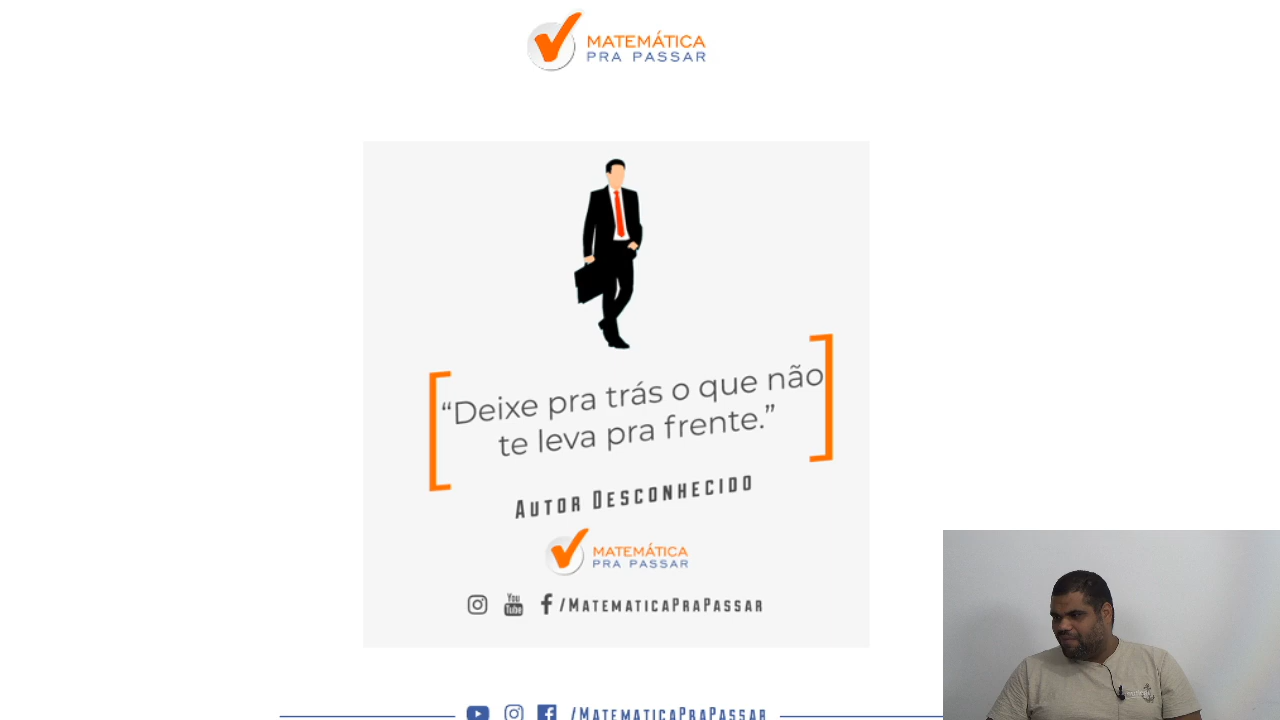 MATEMÁTICA
PRA PASSAR
“Deixe pra trás o que não
te leva pra frente.”
AUTOR DESCONHECIDO
MATEMÁTICA
PRA PASSAR
You
Tube
/MATEMATICAPRAPASSAR
/MATEMATICAPRAPASSAR